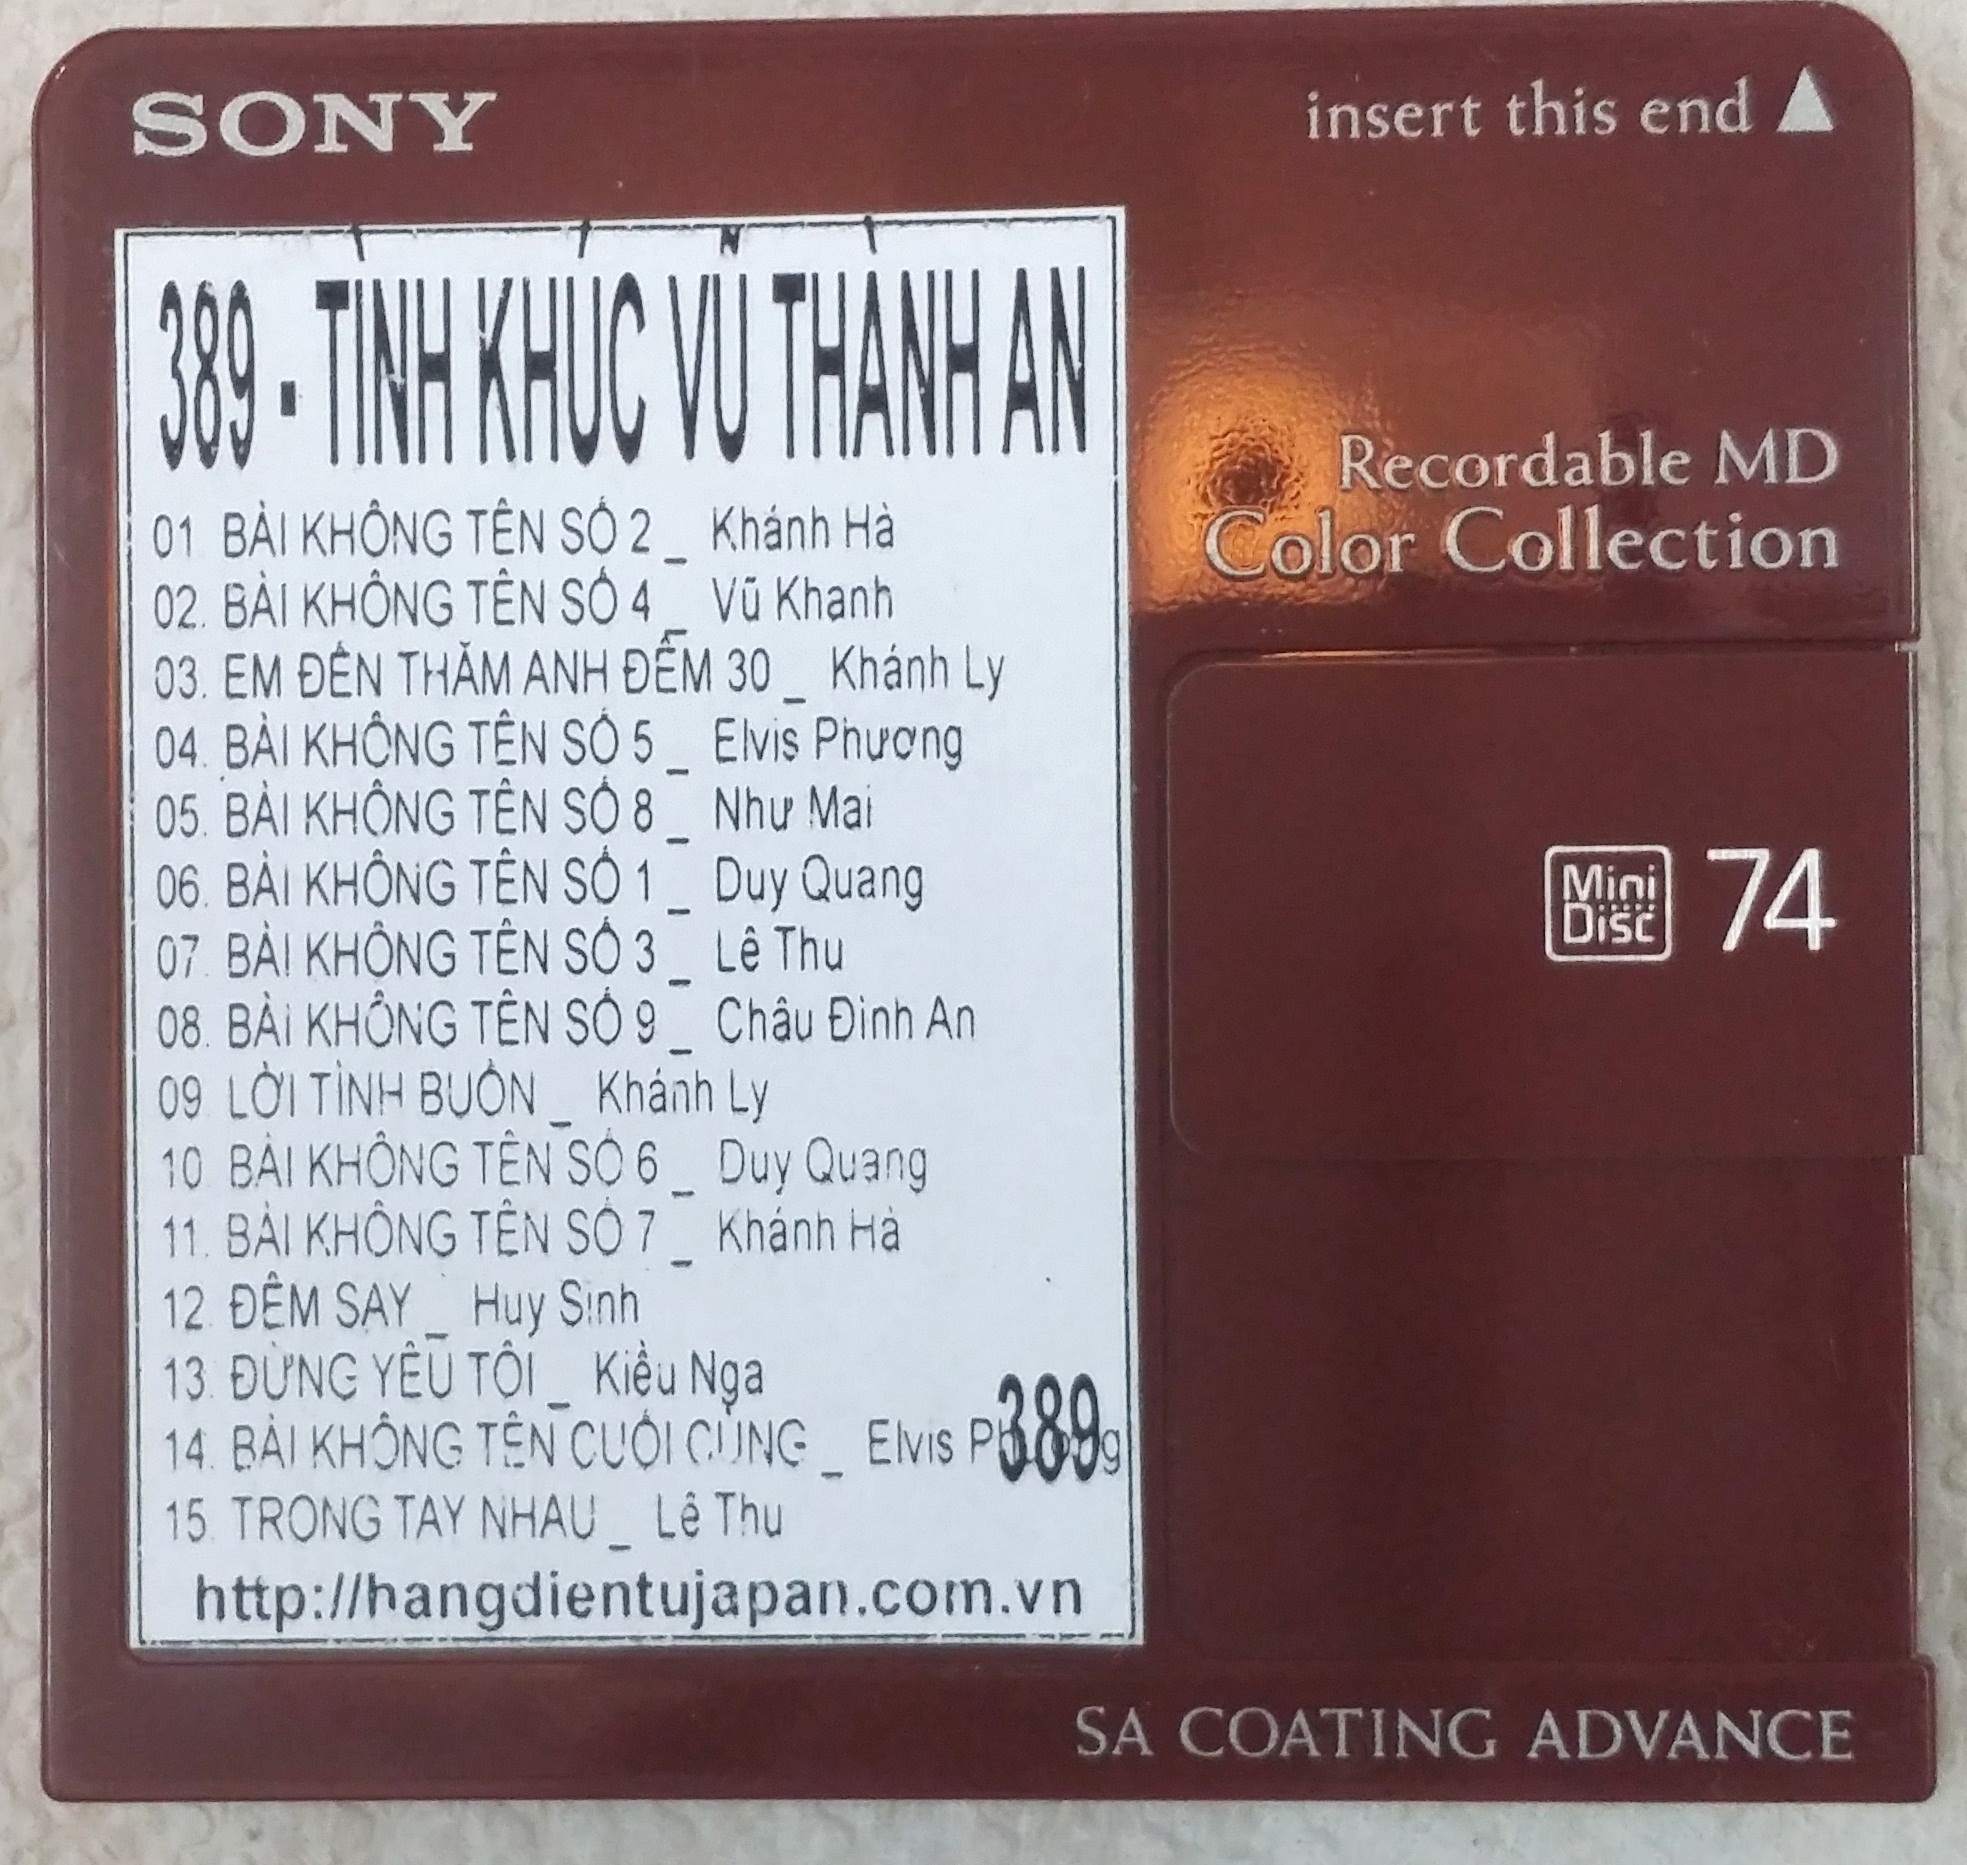 SONY
insert this end
389 - TÌNH KHÚC VŨ THÀNH AN
01. BÀI KHÔNG TÊN SỐ 2 _ Khánh Hà
02. BÀI KHÔNG TÊN SỐ 4 _ Vũ Khanh
03. EM ĐẾN THĂM ANH ĐÊM 30 _ Khánh Ly
04. BÀI KHÔNG TÊN SỐ 5 _ Elvis Phương
05. BÀI KHÔNG TÊN SỐ 8 _ Như Mai
06. BÀI KHÔNG TÊN SỐ 1 _ Duy Quang
07. BÀI KHÔNG TÊN SỐ 3 _ Lê Thu
08. BÀI KHÔNG TÊN SỐ 9 _ Châu Đình An
09. LỜI TÌNH BUỒN _ Khánh Ly
10. BÀI KHÔNG TÊN SỐ 6 _ Duy Quang
11. BÀI KHÔNG TÊN SỐ 7 _ Khánh Hà
12. ĐÊM SAY _ Huy Sinh
13. ĐỪNG YÊU TÔI _ Kiều Nga
14. BÀI KHÔNG TÊN CUỐI CÙNG _ Elvis Phương
389
15. TRONG TAY NHAU _ Lê Thu
http://hangdientujapan.com.vn
Recordable MD
Color Collection
Mini
Disc
74
SA COATING ADVANCE